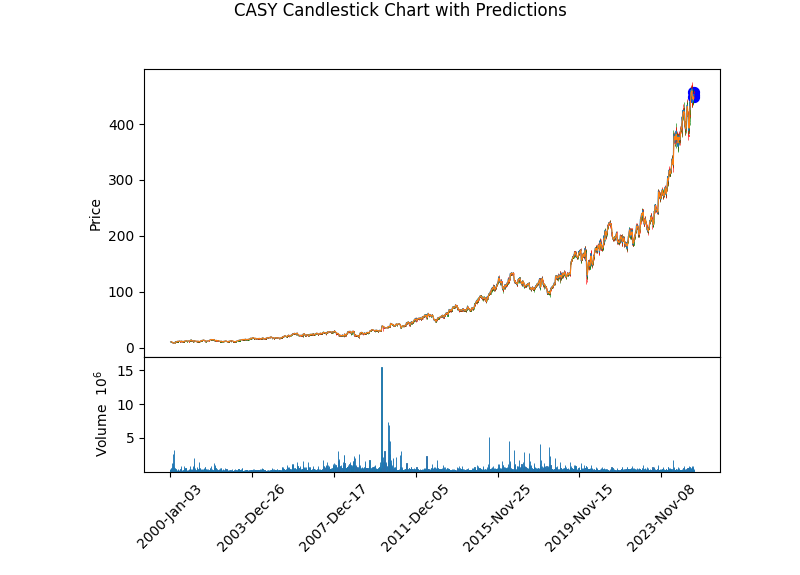 CASY Candlestick Chart with Predictions
Price
400
300
200
100
0
Volume 10^6
15
10
5
2000-Jan-03
2003-Dec-26
2007-Dec-17
2011-Dec-05
2015-Nov-25
2019-Nov-15
2023-Nov-08